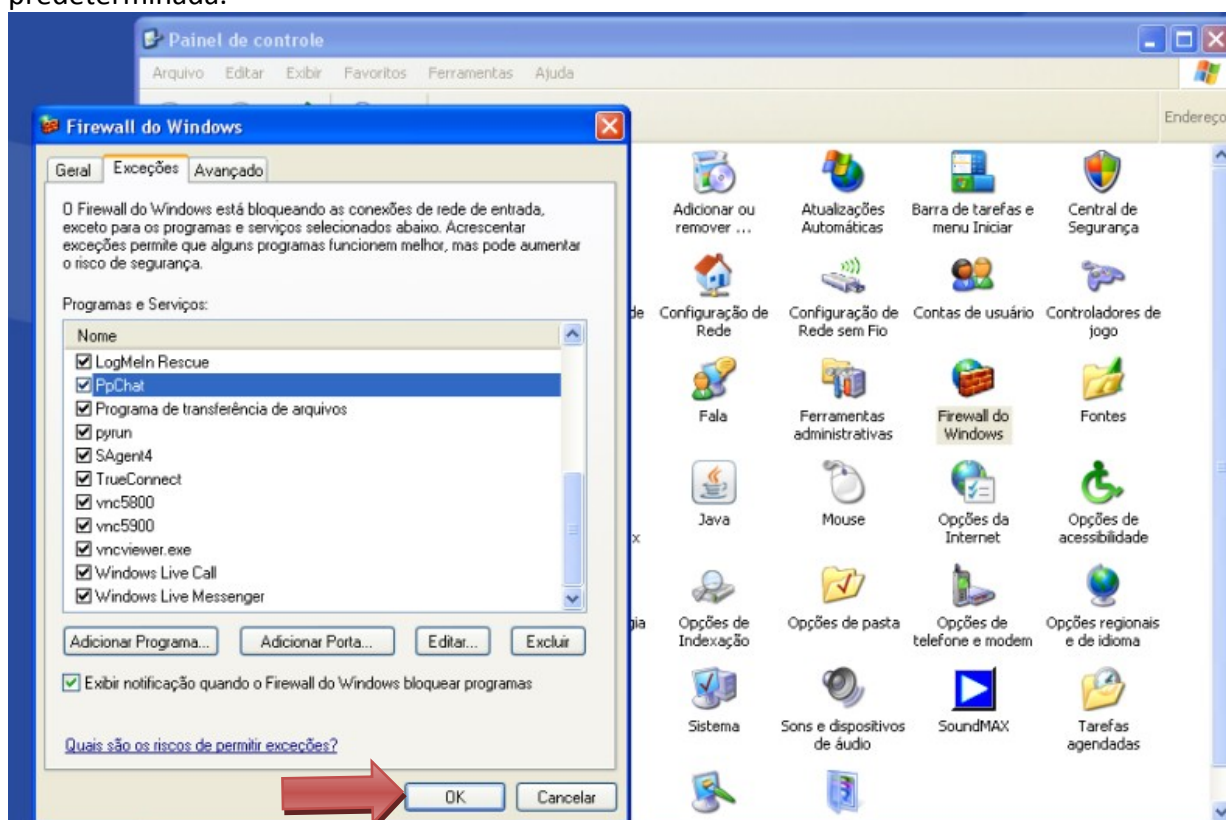 predeterminada.
Painel de controle
Arquivo Editar Exibir Favoritos Ferramentas Ajuda
Endereço
Firewall do Windows
Geral Exceções Avançado
O Firewall do Windows está bloqueando as conexões de rede de entrada,
exceto para os programas e serviços selecionados abaixo. Acrescentar
exceções permite que alguns programas funcionem melhor, mas pode aumentar
o risco de segurança.
Programas e Serviços:
Nome
LogMeIn Rescue
PpChat
Programa de transferência de arquivos
pyrun
SAgent4
TrueConnect
vnc5800
vnc5900
vncviewer.exe
Windows Live Call
Windows Live Messenger
Adicionar Programa... Adicionar Porta... Editar... Excluir
Exibir notificação quando o Firewall do Windows bloquear programas
Quais são os riscos de permitir exceções?
OK Cancelar
Adicionar ou
remover ...
Atualizações
Automáticas
Barra de tarefas e
menu Iniciar
Central de
Segurança
de
Configuração de
Rede
Configuração de
Rede sem Fio
Contas de usuário
Controladores de
jogo
Fala
Ferramentas
administrativas
Firewall do
Windows
Fontes
x
Java
Mouse
Opções da
Internet
Opções de
acessibilidade
gia
Opções de
Indexação
Opções de pasta
Opções de
telefone e modem
Opções regionais
e de idioma
Sistema
Sons e dispositivos
de áudio
SoundMAX
Tarefas
agendadas